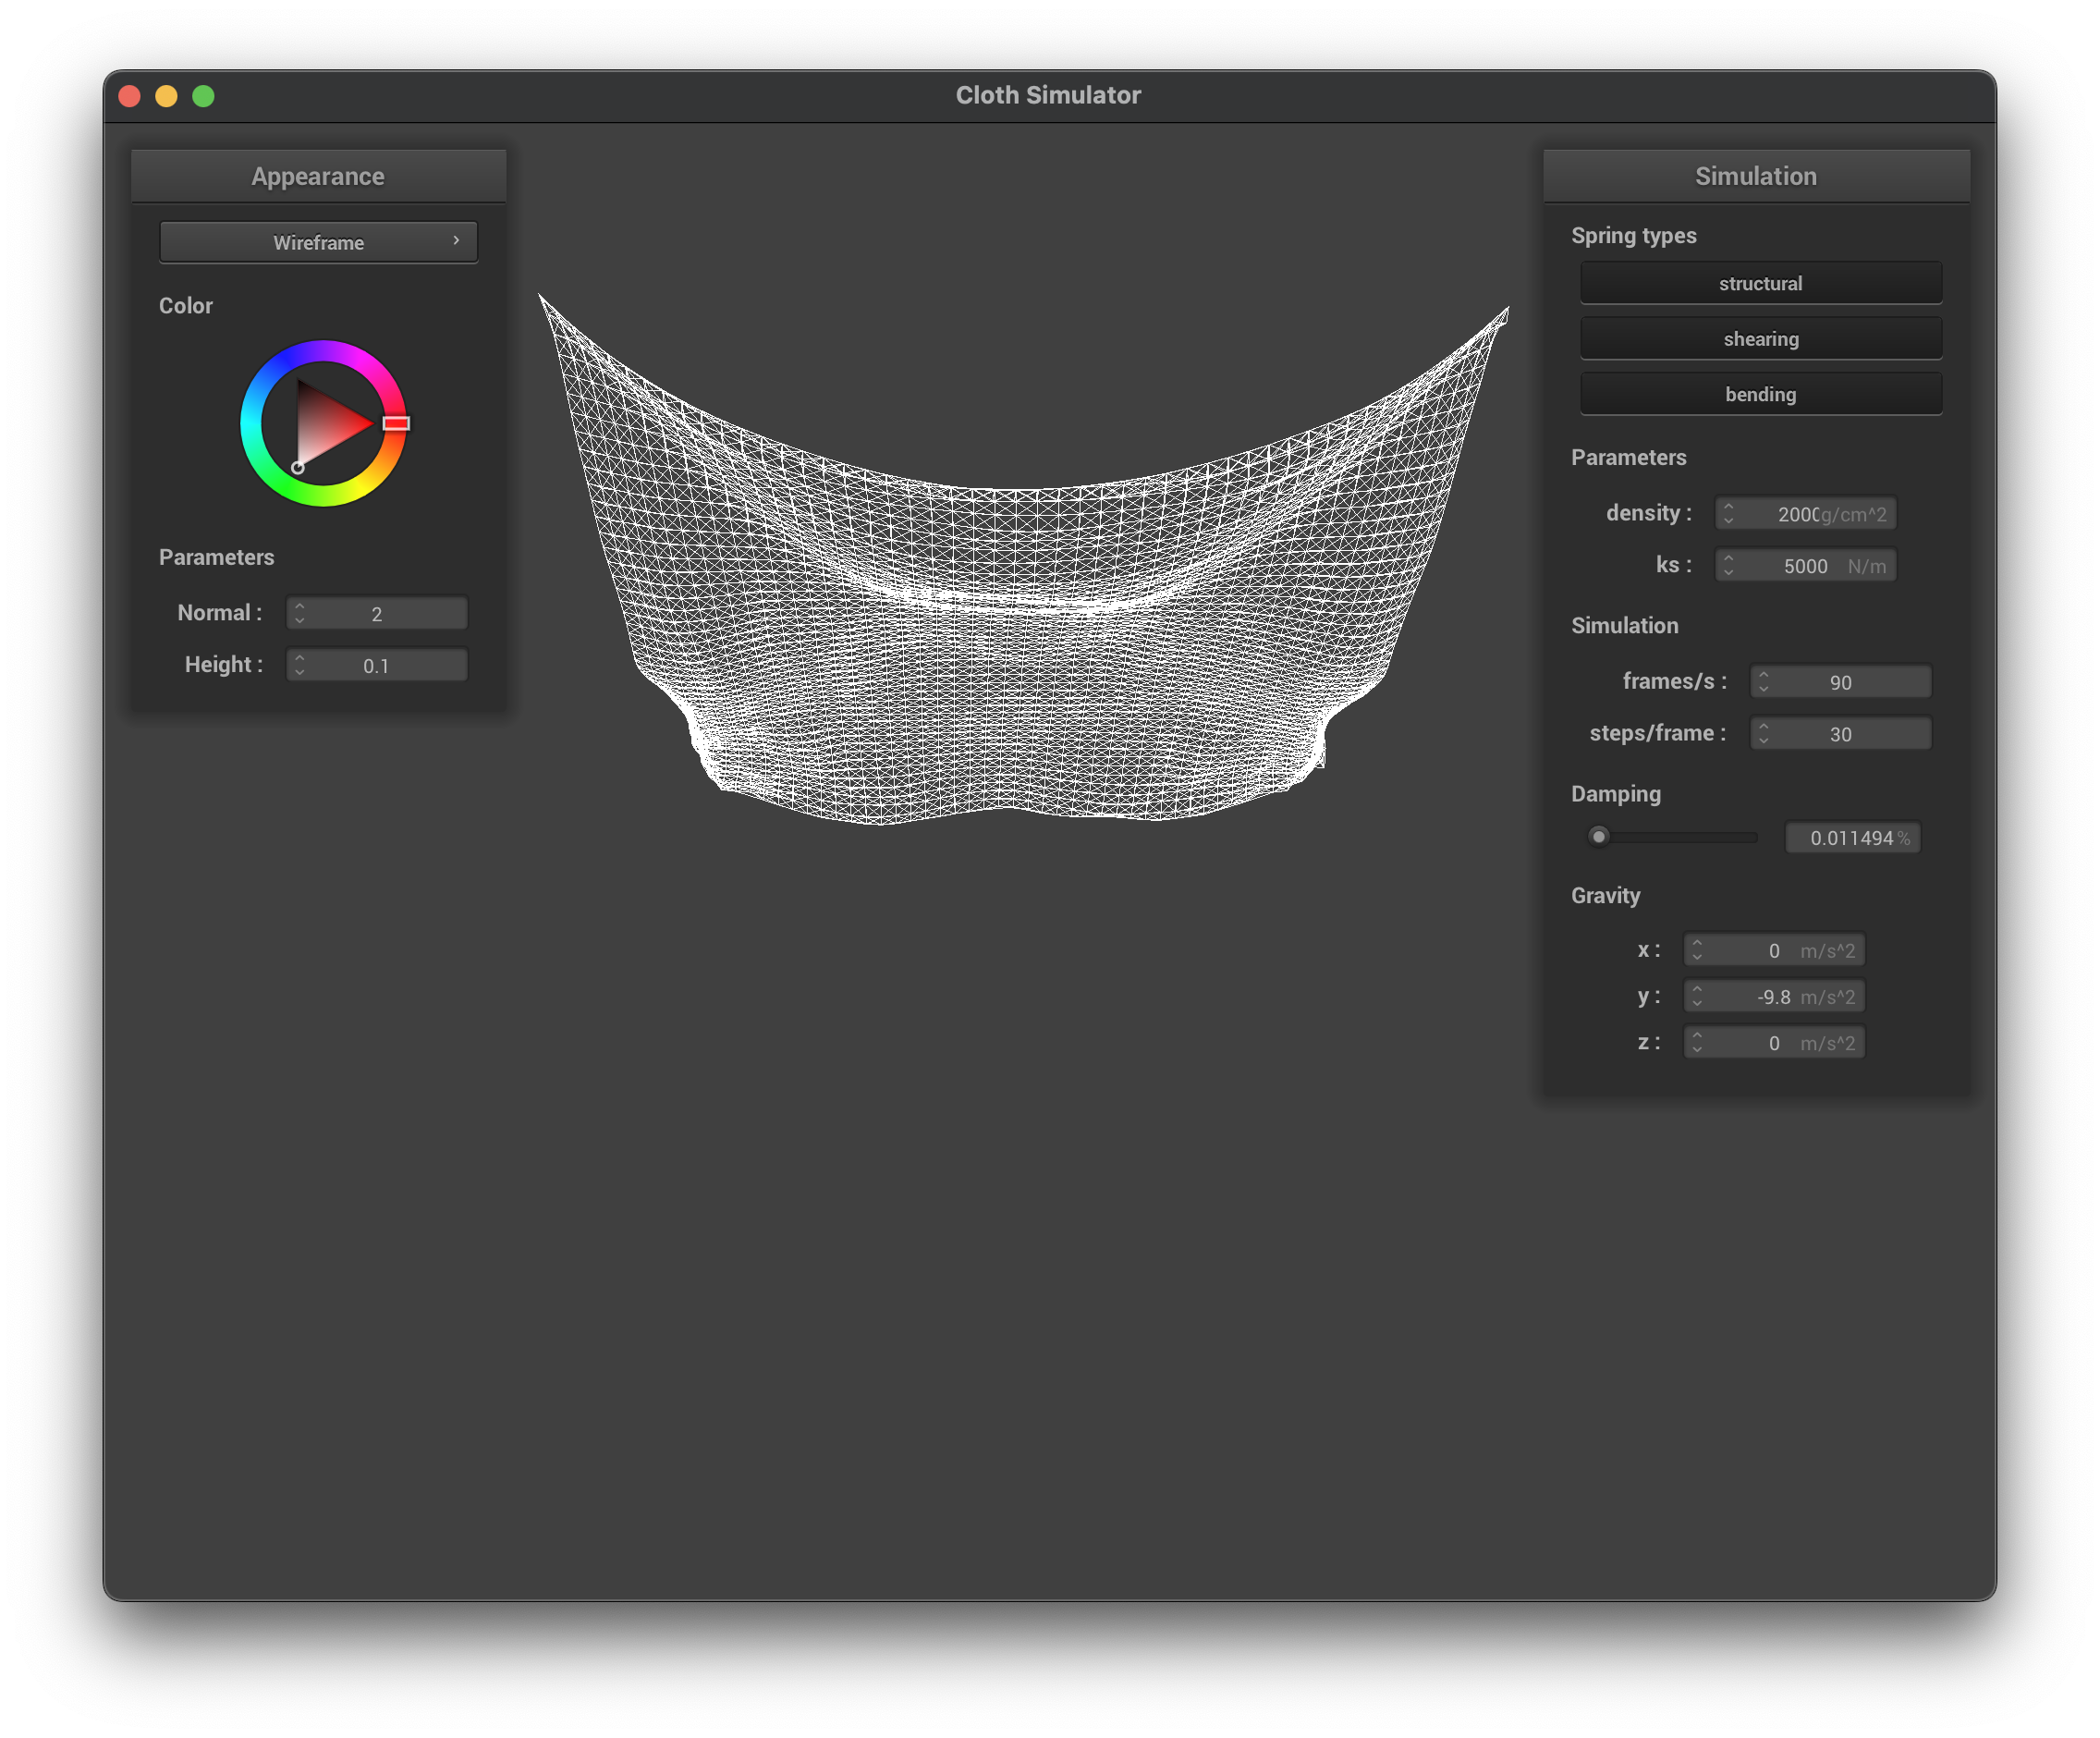 Cloth Simulator
Appearance
Wireframe
Color
Parameters
Normal : 2
Height : 0.1
Simulation
Spring types
structural
shearing
bending
Parameters
density : 2000 g/cm^2
ks : 5000 N/m
Simulation
frames/s : 90
steps/frame : 30
Damping
0.011494 %
Gravity
x : 0 m/s^2
y : -9.8 m/s^2
z : 0 m/s^2